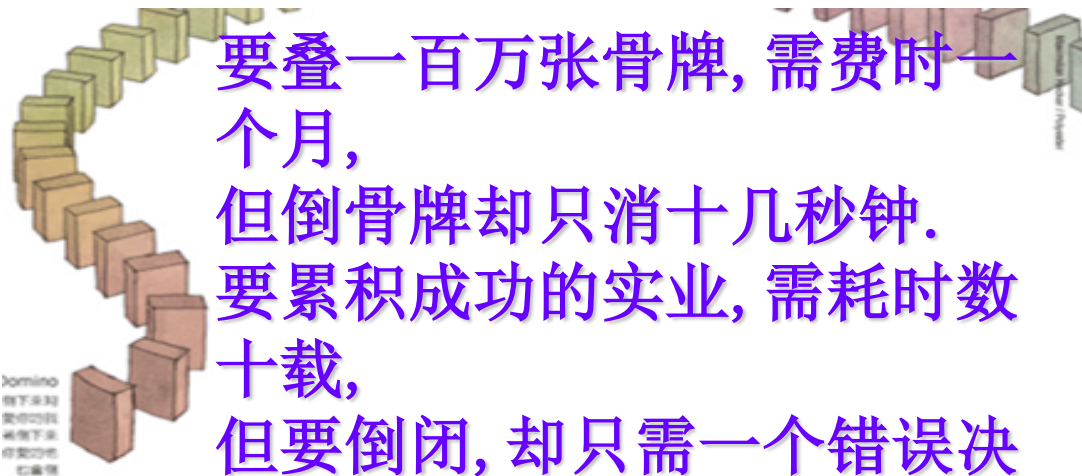 要叠一百万张骨牌, 需费时一
个月,
但倒骨牌却只消十几秒钟.
要累积成功的实业, 需耗时数
十载,
但要倒闭, 却只需一个错误决
Domino